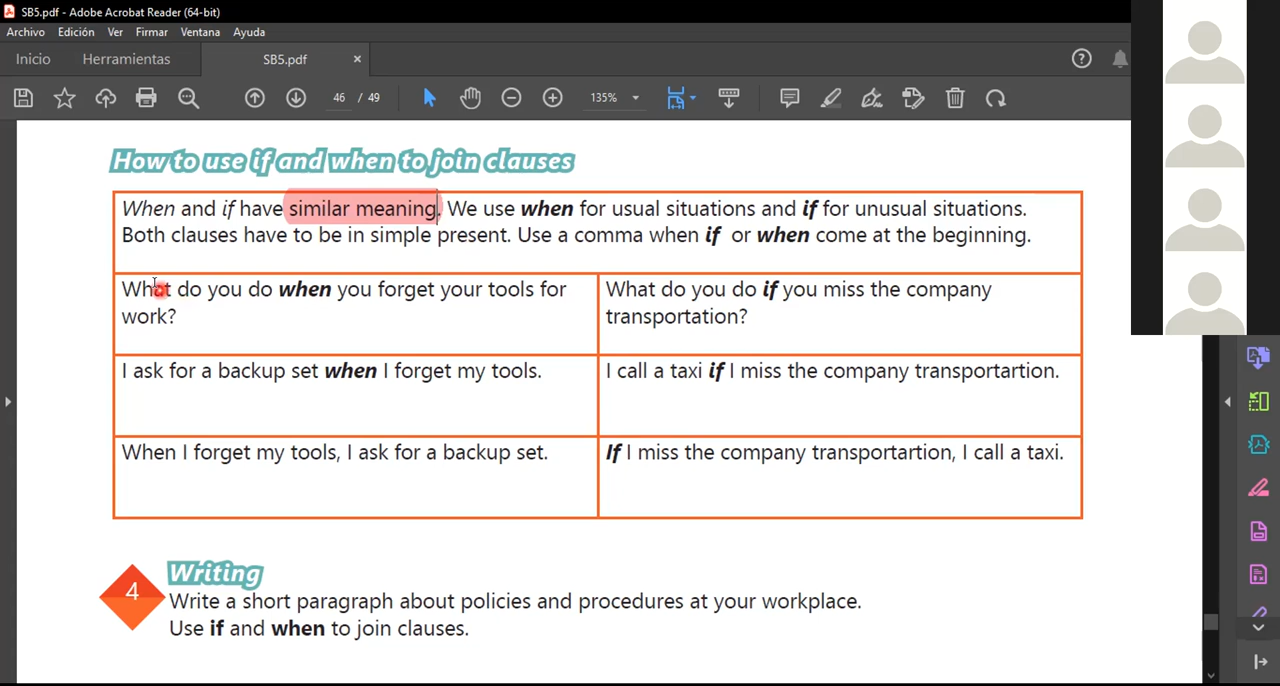 SB5.pdf - Adobe Acrobat Reader (64-bit)
Archivo Edición Ver Firmar Ventana Ayuda
Inicio Herramientas SB5.pdf ×
46 / 49 135%
How to use if and when to join clauses
When and if have similar meaning. We use when for usual situations and if for unusual situations.
Both clauses have to be in simple present. Use a comma when if or when come at the beginning.
What do you do when you forget your tools for
work?
What do you do if you miss the company
transportation?
I ask for a backup set when I forget my tools.
I call a taxi if I miss the company transportartion.
When I forget my tools, I ask for a backup set.
If I miss the company transportartion, I call a taxi.
4
Writing
Write a short paragraph about policies and procedures at your workplace.
Use if and when to join clauses.